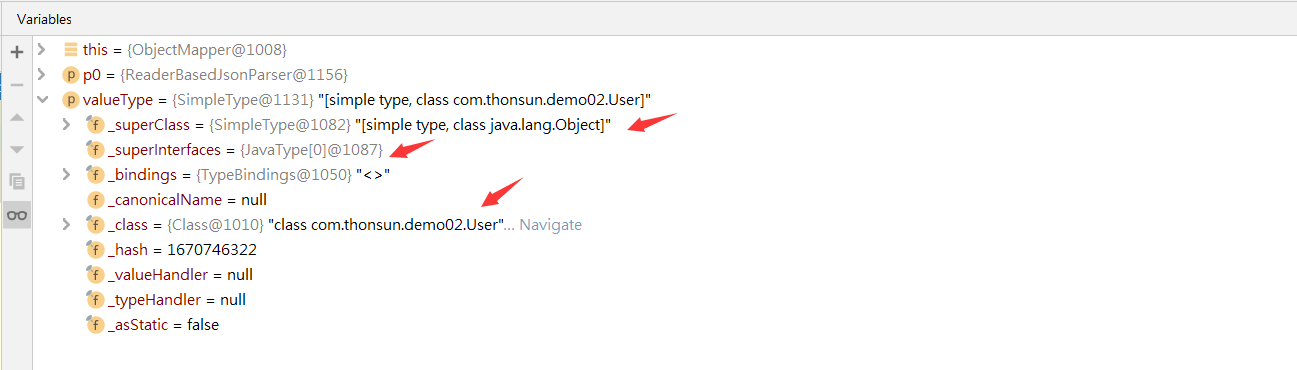 Variables
this = {ObjectMapper@1008}
p p0 = {ReaderBasedJsonParser@1156}
p valueType = {SimpleType@1131} "[simple type, class com.thonsun.demo02.User]"
f _superClass = {SimpleType@1082} "[simple type, class java.lang.Object]"
f _superInterfaces = {JavaType[0]@1087}
f _bindings = {TypeBindings@1050} "<>"
f _canonicalName = null
f _class = {Class@1010} "class com.thonsun.demo02.User"... Navigate
f _hash = 1670746322
f _valueHandler = null
f _typeHandler = null
f _asStatic = false